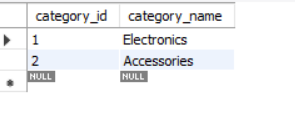 category_id category_name
1 Electronics
2 Accessories
NULL NULL